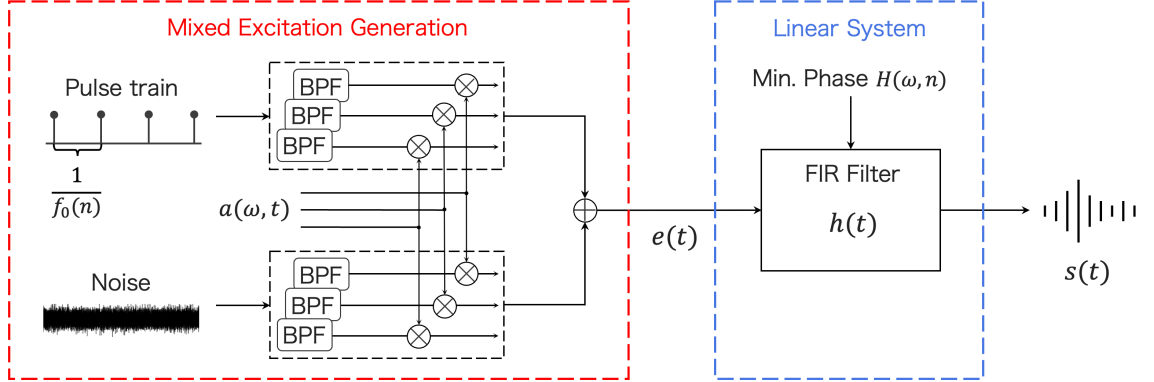 Mixed Excitation Generation
Linear System
Pulse train
BPF
BPF
BPF
1
f₀(n)
a(ω, t)
Noise
BPF
BPF
BPF
e(t)
Min. Phase H(ω, n)
FIR Filter
h(t)
s(t)